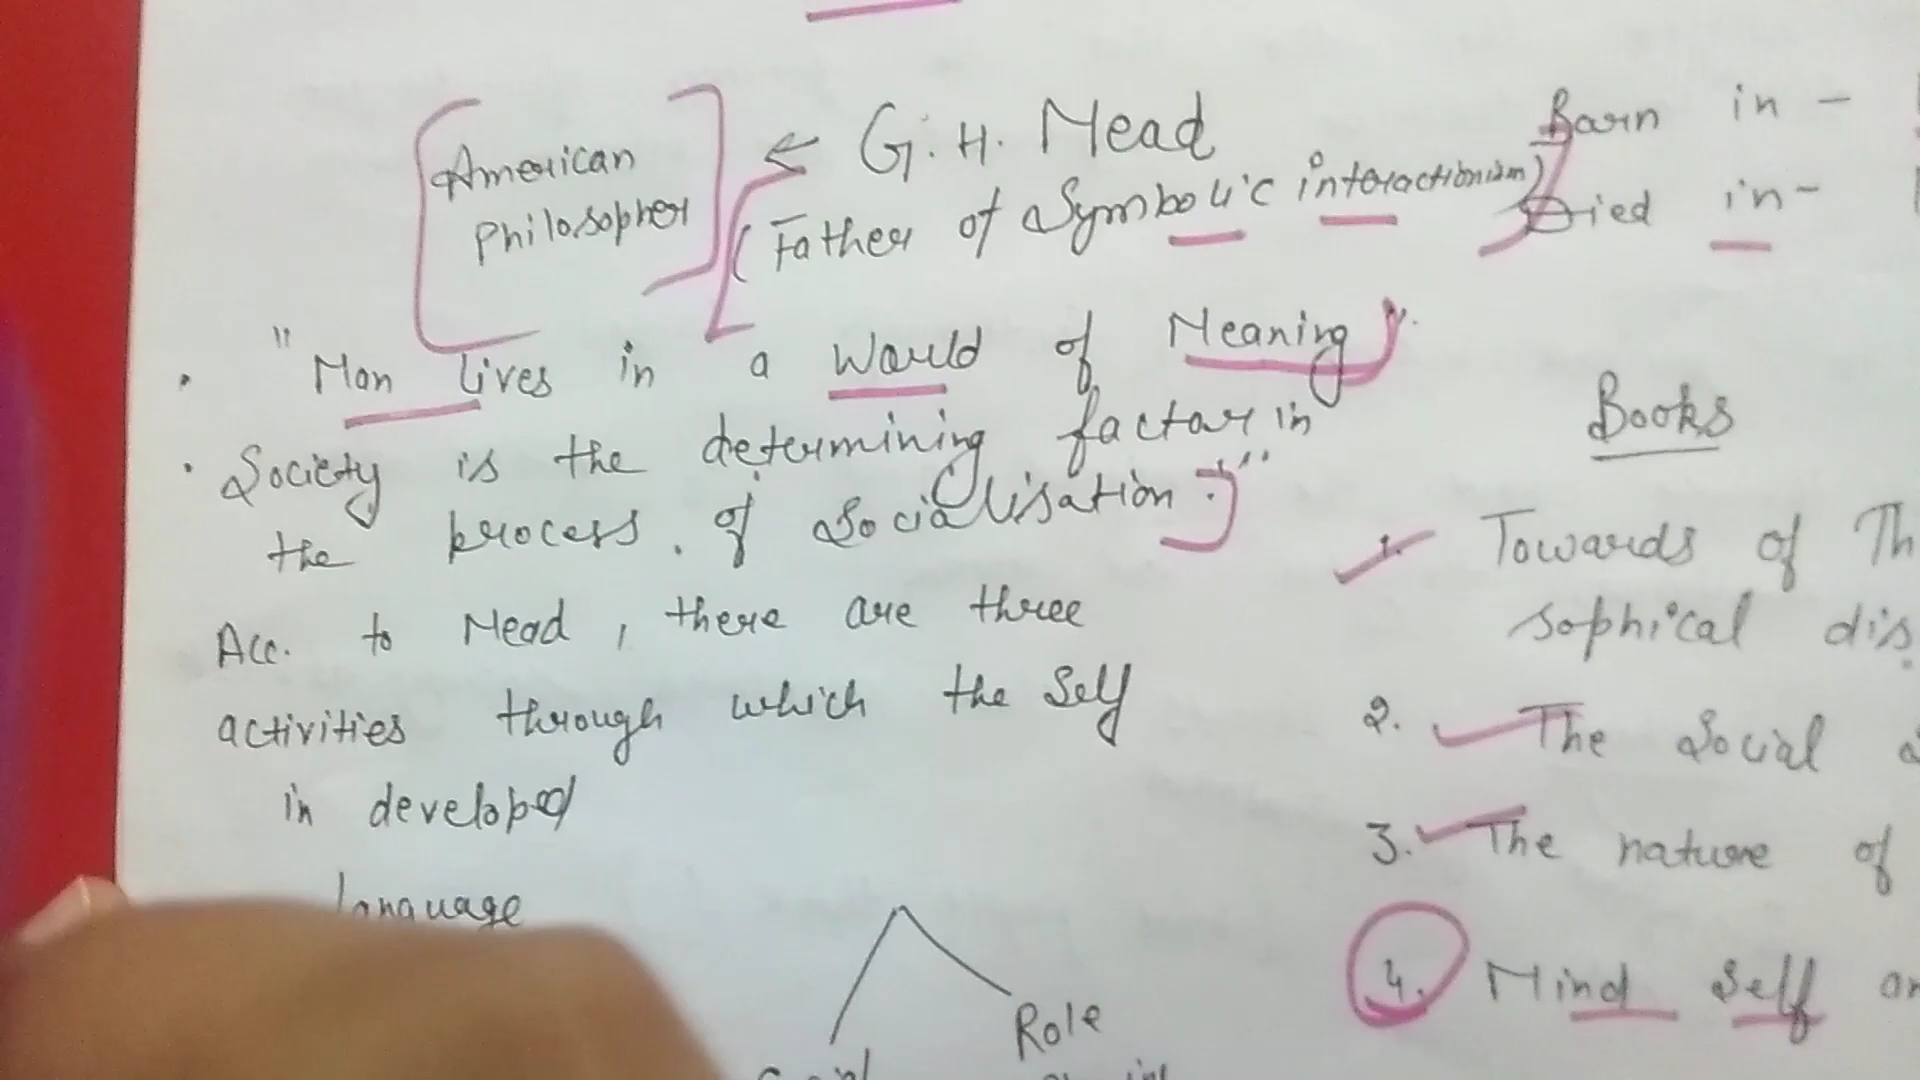 American
Philosopher
← G. H. Mead
(Father of Symbolic interactionism)
Born in -
Died in -
"Man lives in a World of Meaning".
• Society is the determining factor in
the process of Socialisation."
Acc. to Mead, there are three
activities through which the Self
in developed
language
Role
Books
1. Towards of Th
sophical dis
2. The Social
3. The nature of
4. Mind Self